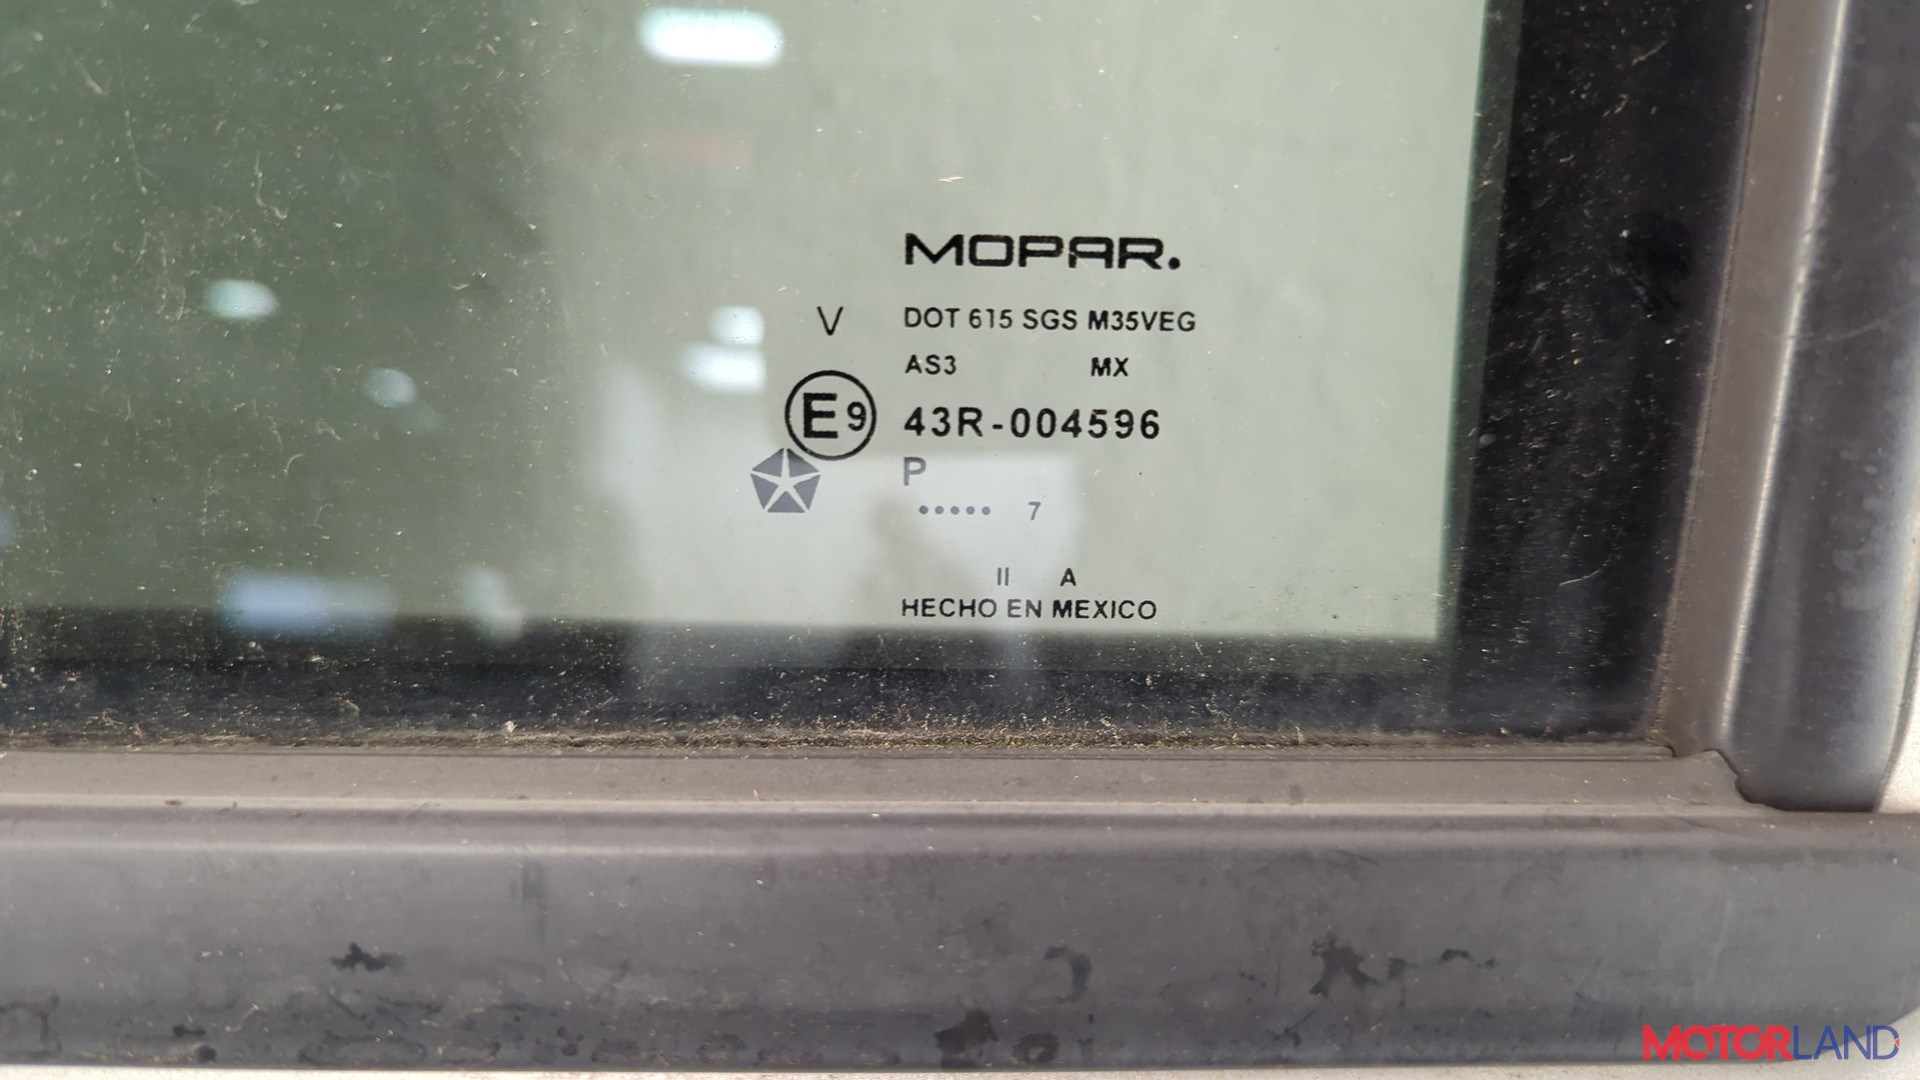 MOPAR.
V DOT 615 SGS M35VEG
AS3 MX
E9 43R-004596
P
••••• 7
II A
HECHO EN MEXICO
MOTORLAND